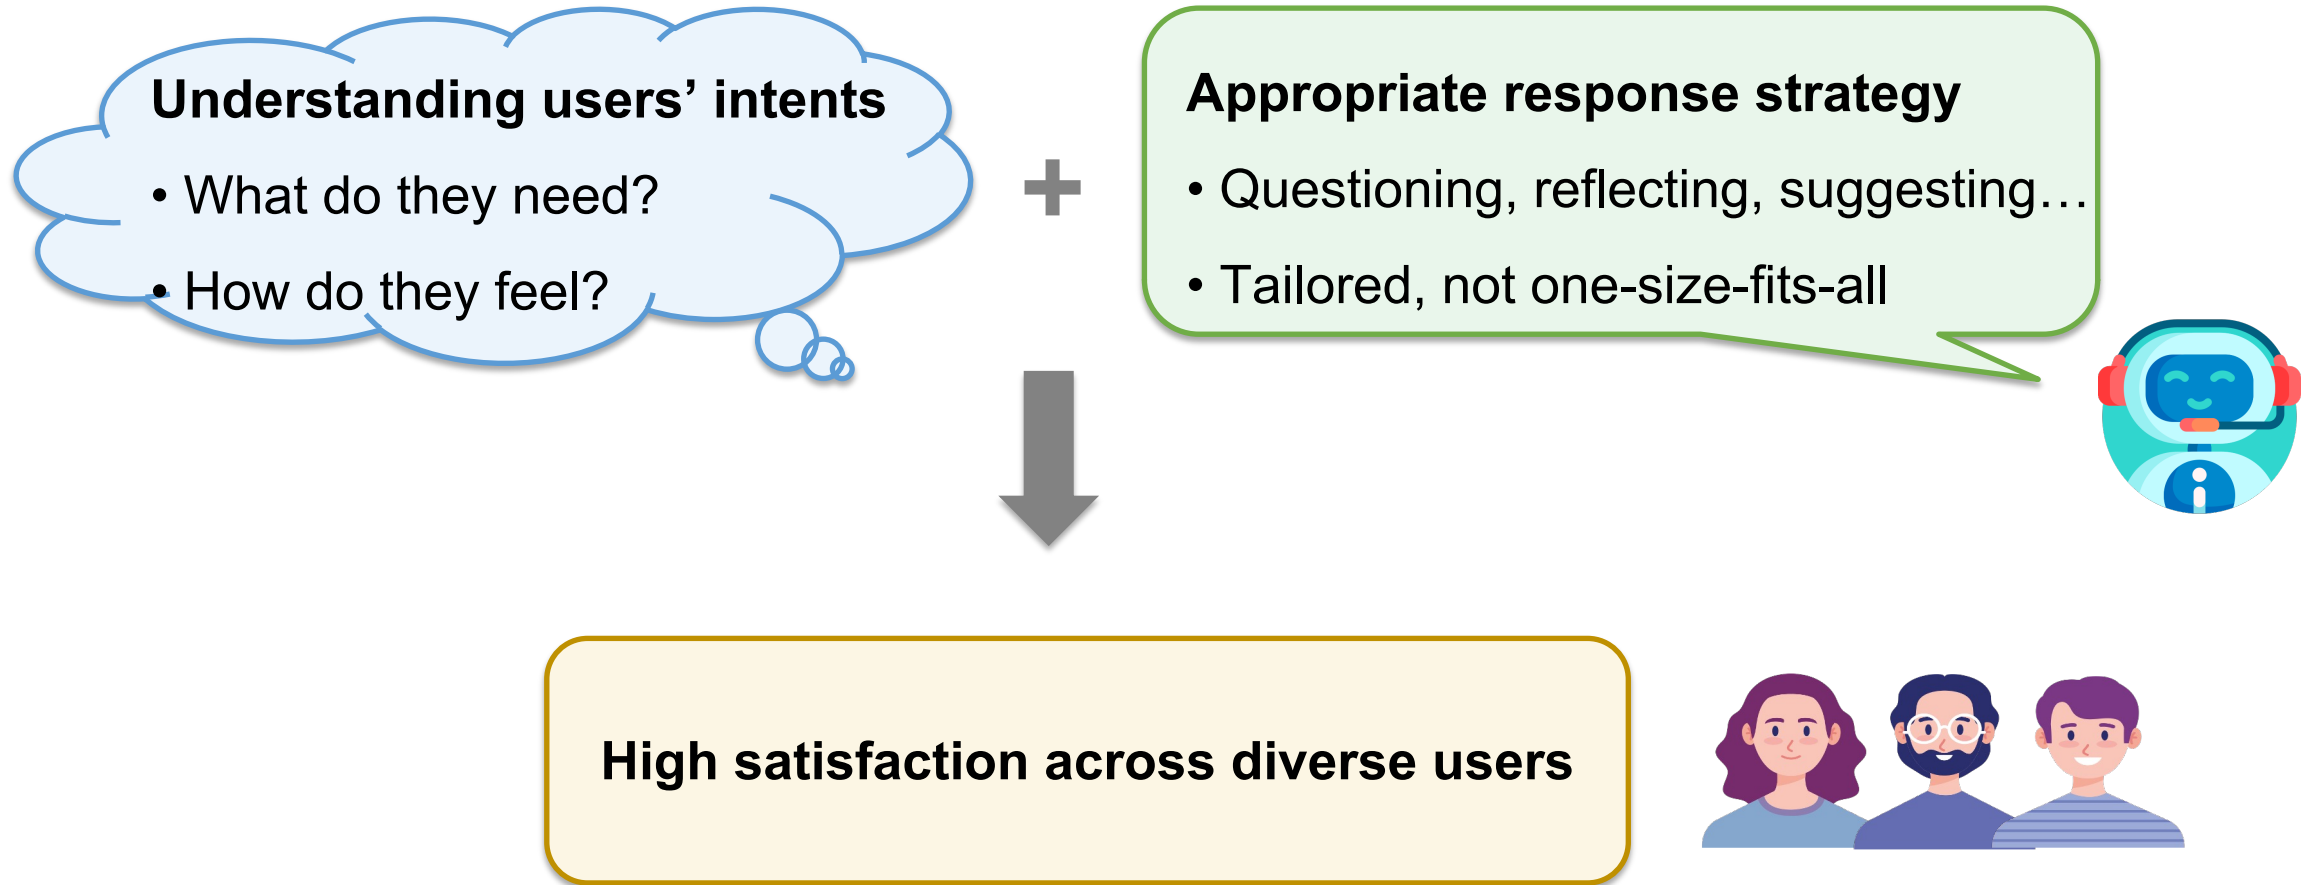 Understanding users’ intents
• What do they need?
• How do they feel?
+
Appropriate response strategy
• Questioning, reflecting, suggesting…
• Tailored, not one-size-fits-all
i
High satisfaction across diverse users